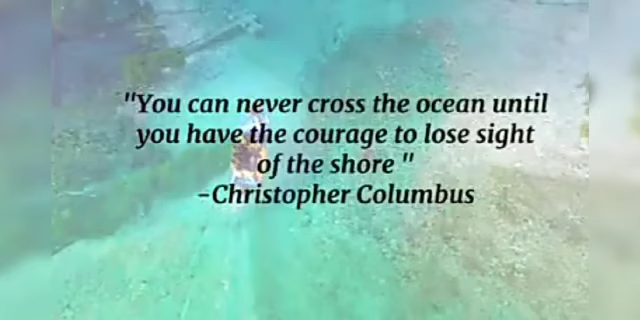 "You can never cross the ocean until
you have the courage to lose sight
of the shore "
-Christopher Columbus